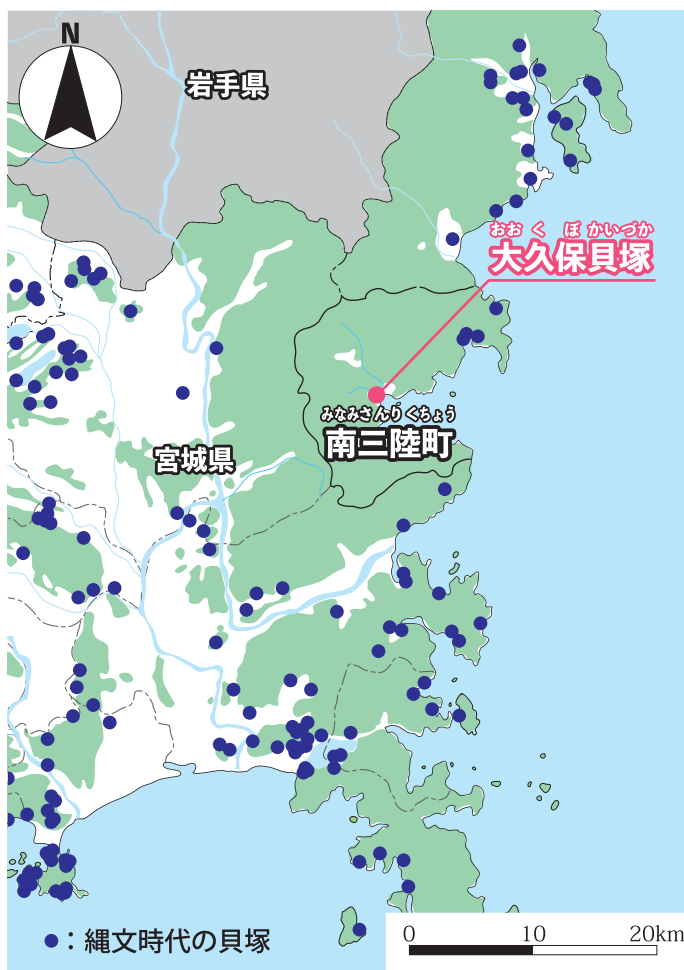 N
岩手県
おおくぼかいづか
大久保貝塚
みなみさんりくちょう
南三陸町
宮城県
●：縄文時代の貝塚
0 10 20km